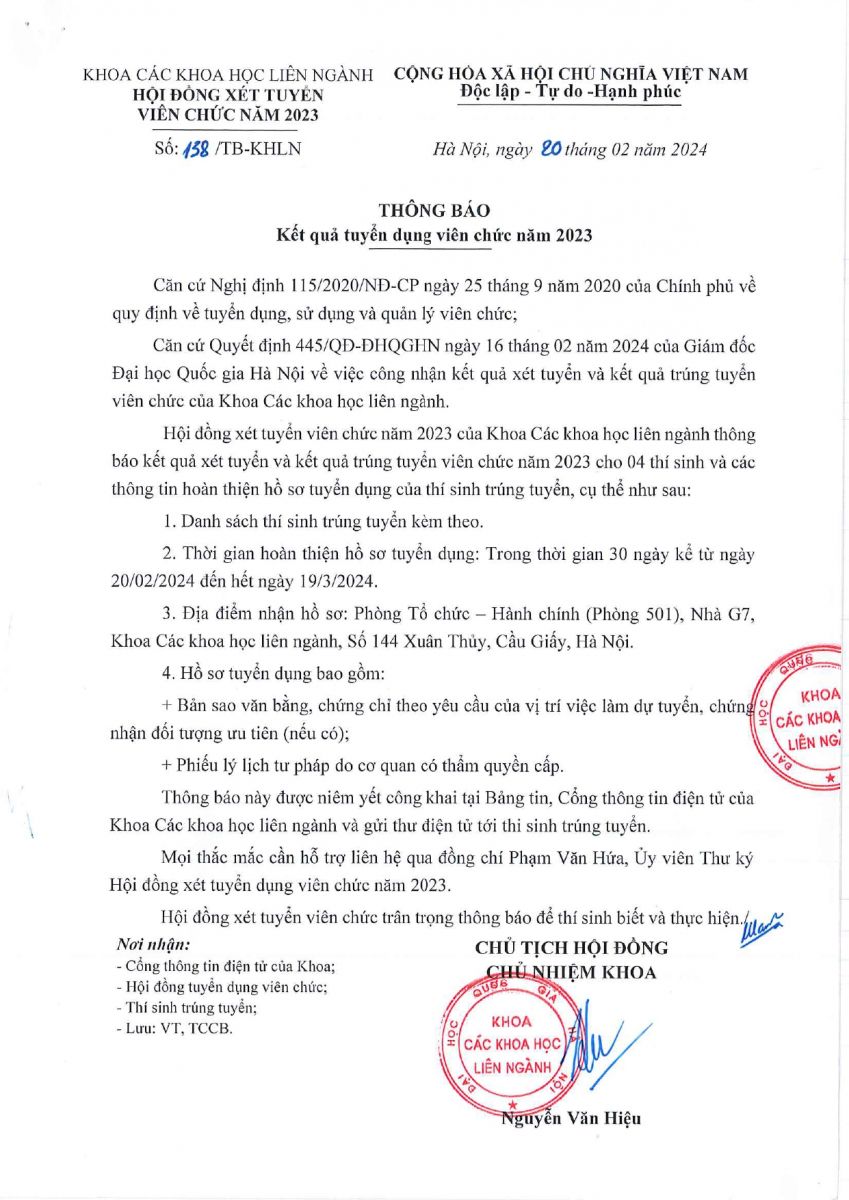 KHOA CÁC KHOA HỌC LIÊN NGÀNH
HỘI ĐỒNG XÉT TUYỂN
VIÊN CHỨC NĂM 2023
Số: 138 /TB-KHLN
CỘNG HÒA XÃ HỘI CHỦ NGHĨA VIỆT NAM
Độc lập - Tự do -Hạnh phúc
Hà Nội, ngày 20 tháng 02 năm 2024
THÔNG BÁO
Kết quả tuyển dụng viên chức năm 2023
Căn cứ Nghị định 115/2020/NĐ-CP ngày 25 tháng 9 năm 2020 của Chính phủ về
quy định về tuyển dụng, sử dụng và quản lý viên chức;
Căn cứ Quyết định 445/QĐ-ĐHQGHN ngày 16 tháng 02 năm 2024 của Giám đốc
Đại học Quốc gia Hà Nội về việc công nhận kết quả xét tuyển và kết quả trúng tuyển
viên chức của Khoa Các khoa học liên ngành.
Hội đồng xét tuyển viên chức năm 2023 của Khoa Các khoa học liên ngành thông
báo kết quả xét tuyển và kết quả trúng tuyển viên chức năm 2023 cho 04 thí sinh và các
thông tin hoàn thiện hồ sơ tuyển dụng của thí sinh trúng tuyển, cụ thể như sau:
1. Danh sách thí sinh trúng tuyển kèm theo.
2. Thời gian hoàn thiện hồ sơ tuyển dụng: Trong thời gian 30 ngày kể từ ngày
20/02/2024 đến hết ngày 19/3/2024.
3. Địa điểm nhận hồ sơ: Phòng Tổ chức – Hành chính (Phòng 501), Nhà G7,
Khoa Các khoa học liên ngành, Số 144 Xuân Thủy, Cầu Giấy, Hà Nội.
4. Hồ sơ tuyển dụng bao gồm:
+ Bản sao văn bằng, chứng chỉ theo yêu cầu của vị trí việc làm dự tuyển, chứng
nhận đối tượng ưu tiên (nếu có);
+ Phiếu lý lịch tư pháp do cơ quan có thẩm quyền cấp.
Thông báo này được niêm yết công khai tại Bảng tin, Cổng thông tin điện tử của
Khoa Các khoa học liên ngành và gửi thư điện tử tới thi sinh trúng tuyển.
Mọi thắc mắc cần hỗ trợ liên hệ qua đồng chí Phạm Văn Hứa, Ủy viên Thư ký
Hội đồng xét tuyển dụng viên chức năm 2023.
Hội đồng xét tuyển viên chức trân trọng thông báo để thí sinh biết và thực hiện./.
ĐẠI HỌC QUỐC
KHOA
CÁC KHOA
LIÊN NG
Nơi nhận:
- Cổng thông tin điện tử của Khoa;
- Hội đồng tuyển dụng viên chức;
- Thí sinh trúng tuyển;
- Lưu: VT, TCCB.
CHỦ TỊCH HỘI ĐỒNG
CHỦ NHIỆM KHOA
ĐẠI HỌC QUỐC GIA HÀ NỘI
KHOA
CÁC KHOA HỌC
LIÊN NGÀNH
Nguyễn Văn Hiệu